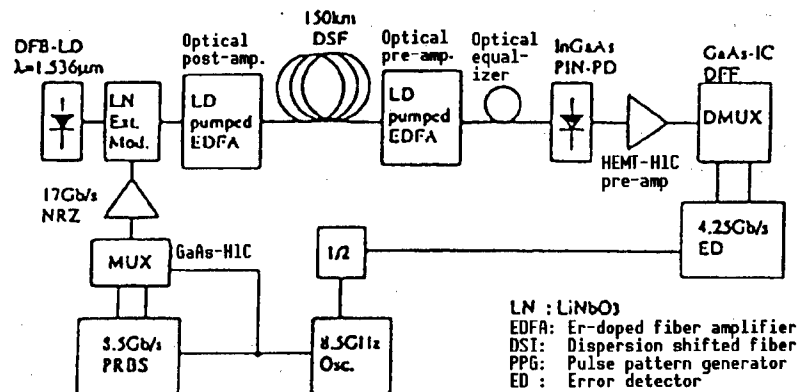 DFB-LD
λ=1.536μm
LN
Ext.
Mod.
Optical
post-amp.
LD
pumped
EDFA
150km
DSF
Optical
pre-amp.
LD
pumped
EDFA
Optical
equal-
izer
InGaAs
PIN-PD
HEMT-HIC
pre-amp
GaAs-IC
DFF
DMUX
17Gb/s
NRZ
MUX
GaAs-HIC
1/2
4.25Gb/s
ED
8.5Gb/s
PRBS
8.5GHz
Osc.
LN : LiNbO3
EDFA: Er-doped fiber amplifier
DSI: Dispersion shifted fiber
PPG: Pulse pattern generator
ED : Error detector